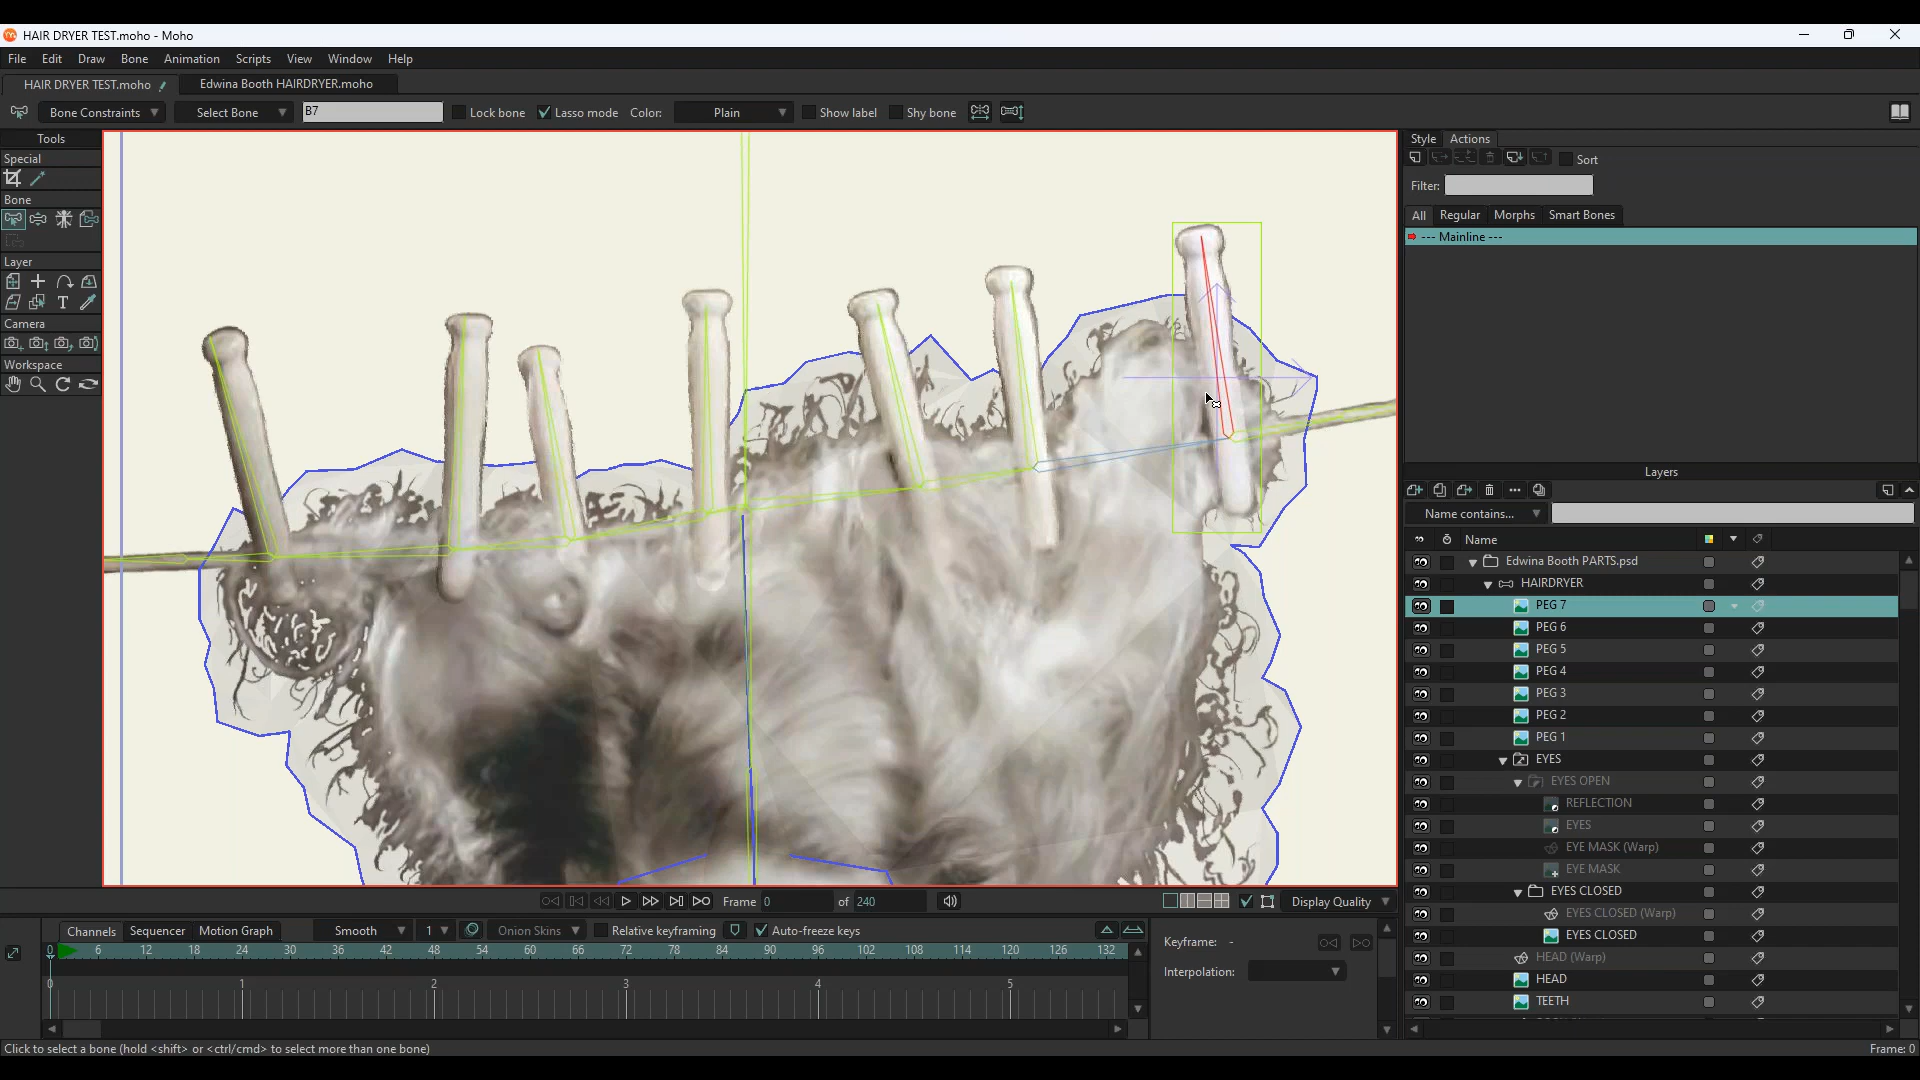 HAIR DRYER TEST.moho - Moho
File Edit Draw Bone Animation Scripts View Window Help
HAIR DRYER TEST.moho Edwina Booth HAIRDRYER.moho
Bone Constraints Select Bone B7 Lock bone Lasso mode Color: Plain Show label Shy bone
Tools
Special
Bone
Layer
T
Camera
Workspace
Style Actions
Sort
Filter:
All Regular Morphs Smart Bones
--- Mainline ---
Layers
Name contains...
Name
Edwina Booth PARTS.psd
HAIRDRYER
PEG 7
PEG 6
PEG 5
PEG 4
PEG 3
PEG 2
PEG 1
EYES
EYES OPEN
REFLECTION
EYES
EYE MASK (Warp)
EYE MASK
EYES CLOSED
EYES CLOSED (Warp)
EYES CLOSED
HEAD (Warp)
HEAD
TEETH
Frame 0 of 240 Display Quality
Channels Sequencer Motion Graph Smooth 1 Onion Skins Relative keyframing Auto-freeze keys
0 6 12 18 24 30 36 42 48 54 60 66 72 78 84 90 96 102 108 114 120 126 132
0 1 2 3 4 5
Keyframe: -
Interpolation:
Click to select a bone (hold <shift> or <ctrl/cmd> to select more than one bone) Frame: 0